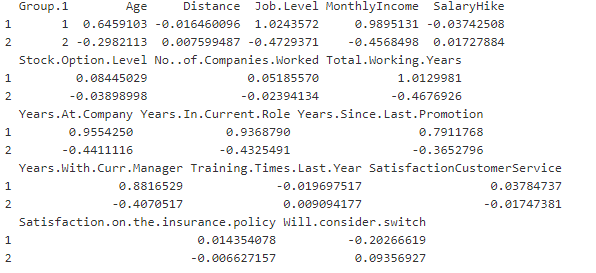 Group.1 Age Distance Job.Level MonthlyIncome SalaryHike
1 1 0.6459103 -0.016460096 1.0243572 0.9895131 -0.03742508
2 2 -0.2982113 0.007599487 -0.4729371 -0.4568498 0.01727884
Stock.Option.Level No..of.Companies.Worked Total.Working.Years
1 0.08445029 0.05185570 1.0129981
2 -0.03898998 -0.02394134 -0.4676926
Years.At.Company Years.In.Current.Role Years.Since.Last.Promotion
1 0.9554250 0.9368790 0.7911768
2 -0.4411116 -0.4325491 -0.3652796
Years.With.Curr.Manager Training.Times.Last.Year SatisfactionCustomerService
1 0.8816529 -0.019697517 0.03784737
2 -0.4070517 0.009094177 -0.01747381
Satisfaction.on.the.insurance.policy Will.consider.switch
1 0.014354078 -0.20266619
2 -0.006627157 0.09356927